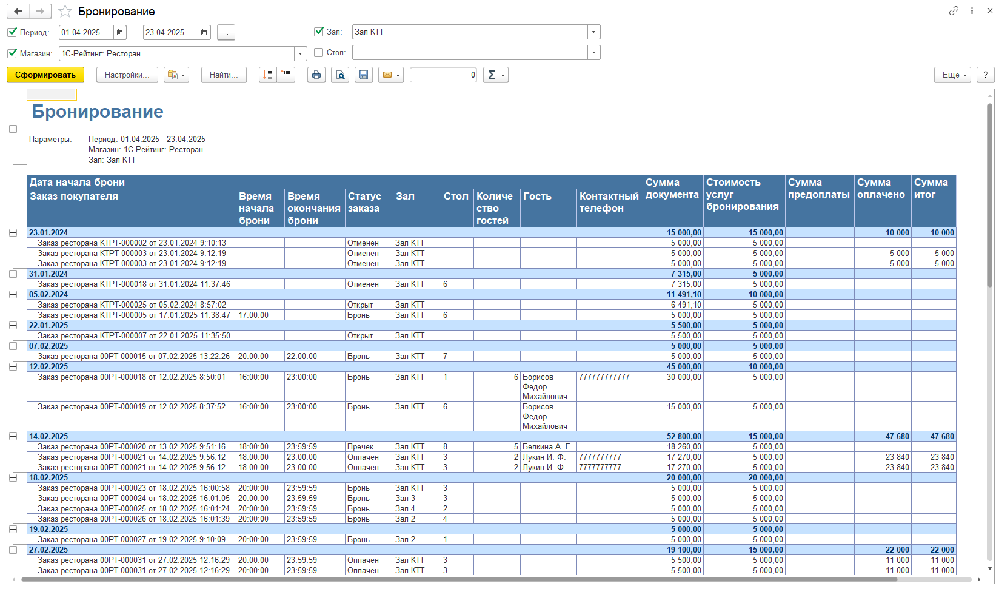 Бронирование
Период: 01.04.2025 – 23.04.2025 ... Зал: Зал КТТ
Магазин: 1С-Рейтинг: Ресторан Стол:
Сформировать Настройки... Найти... 0 Σ Еще ?
Бронирование
Параметры: Период: 01.04.2025 - 23.04.2025
Магазин: 1С-Рейтинг: Ресторан
Зал: Зал КТТ
Дата начала брони Сумма документа Стоимость услуг бронирования Сумма предоплаты Сумма оплачено Сумма итог
Заказ покупателя Время начала брони Время окончания брони Статус заказа Зал Стол Количе ство гостей Гость Контактный телефон
23.01.2024 15 000,00 15 000,00 10 000 10 000
Заказ ресторана КТРТ-000002 от 23.01.2024 9:10:13 Отменен Зал КТТ 5 000,00 5 000,00
Заказ ресторана КТРТ-000003 от 23.01.2024 9:12:19 Отменен Зал КТТ 5 000,00 5 000,00 5 000 5 000
Заказ ресторана КТРТ-000003 от 23.01.2024 9:12:19 Отменен Зал КТТ 5 000,00 5 000,00 5 000 5 000
31.01.2024 7 315,00 5 000,00
Заказ ресторана КТРТ-000018 от 31.01.2024 11:37:46 Отменен Зал КТТ 6 7 315,00 5 000,00
05.02.2024 11 491,10 10 000,00
Заказ ресторана КТРТ-000025 от 05.02.2024 8:57:02 Открыт Зал КТТ 6 491,10 5 000,00
Заказ ресторана КТРТ-000005 от 17.01.2025 11:38:47 17:00:00 Бронь Зал КТТ 6 5 000,00 5 000,00
22.01.2025 5 500,00 5 000,00
Заказ ресторана КТРТ-000007 от 22.01.2025 11:35:50 Открыт Зал КТТ 5 500,00 5 000,00
07.02.2025 5 000,00 5 000,00
Заказ ресторана 00РТ-000015 от 07.02.2025 13:22:26 20:00:00 22:00:00 Бронь Зал КТТ 7 5 000,00 5 000,00
12.02.2025 45 000,00 10 000,00
Заказ ресторана 00РТ-000018 от 12.02.2025 8:50:01 16:00:00 23:00:00 Бронь Зал КТТ 1 6 Борисов Федор Михайлович 777777777777 30 000,00 5 000,00
Заказ ресторана 00РТ-000019 от 12.02.2025 8:37:52 16:00:00 23:00:00 Бронь Зал КТТ 6 Борисов Федор Михайлович 15 000,00 5 000,00
14.02.2025 52 800,00 15 000,00 47 680 47 680
Заказ ресторана 00РТ-000020 от 13.02.2025 9:51:16 18:00:00 23:59:59 Пречек Зал КТТ 8 5 Белкина А. Г. 18 260,00 5 000,00
Заказ ресторана 00РТ-000021 от 14.02.2025 9:56:12 18:00:00 23:00:00 Оплачен Зал КТТ 3 2 Лукин И. Ф. 7777777777 17 270,00 5 000,00 23 840 23 840
Заказ ресторана 00РТ-000021 от 14.02.2025 9:56:12 18:00:00 23:00:00 Оплачен Зал КТТ 3 2 Лукин И. Ф. 7777777777 17 270,00 5 000,00 23 840 23 840
18.02.2025 20 000,00 20 000,00
Заказ ресторана 00РТ-000023 от 18.02.2025 16:00:58 20:00:00 23:59:59 Бронь Зал КТТ 3 5 000,00 5 000,00
Заказ ресторана 00РТ-000024 от 18.02.2025 16:01:05 20:00:00 23:59:59 Бронь Зал 3 3 5 000,00 5 000,00
Заказ ресторана 00РТ-000025 от 18.02.2025 16:01:24 20:00:00 23:59:59 Бронь Зал 4 2 5 000,00 5 000,00
Заказ ресторана 00РТ-000026 от 18.02.2025 16:01:39 20:00:00 23:59:59 Бронь Зал 2 4 5 000,00 5 000,00
19.02.2025 5 000,00 5 000,00
Заказ ресторана 00РТ-000027 от 19.02.2025 9:10:09 20:00:00 23:59:59 Бронь Зал 2 1 5 000,00 5 000,00
27.02.2025 19 100,00 15 000,00 22 000 22 000
Заказ ресторана 00РТ-000031 от 27.02.2025 12:16:29 20:00:00 23:59:59 Оплачен Зал КТТ 3 5 500,00 5 000,00 11 000 11 000
Заказ ресторана 00РТ-000031 от 27.02.2025 12:16:29 20:00:00 23:59:59 Оплачен Зал КТТ 3 5 500,00 5 000,00 11 000 11 000